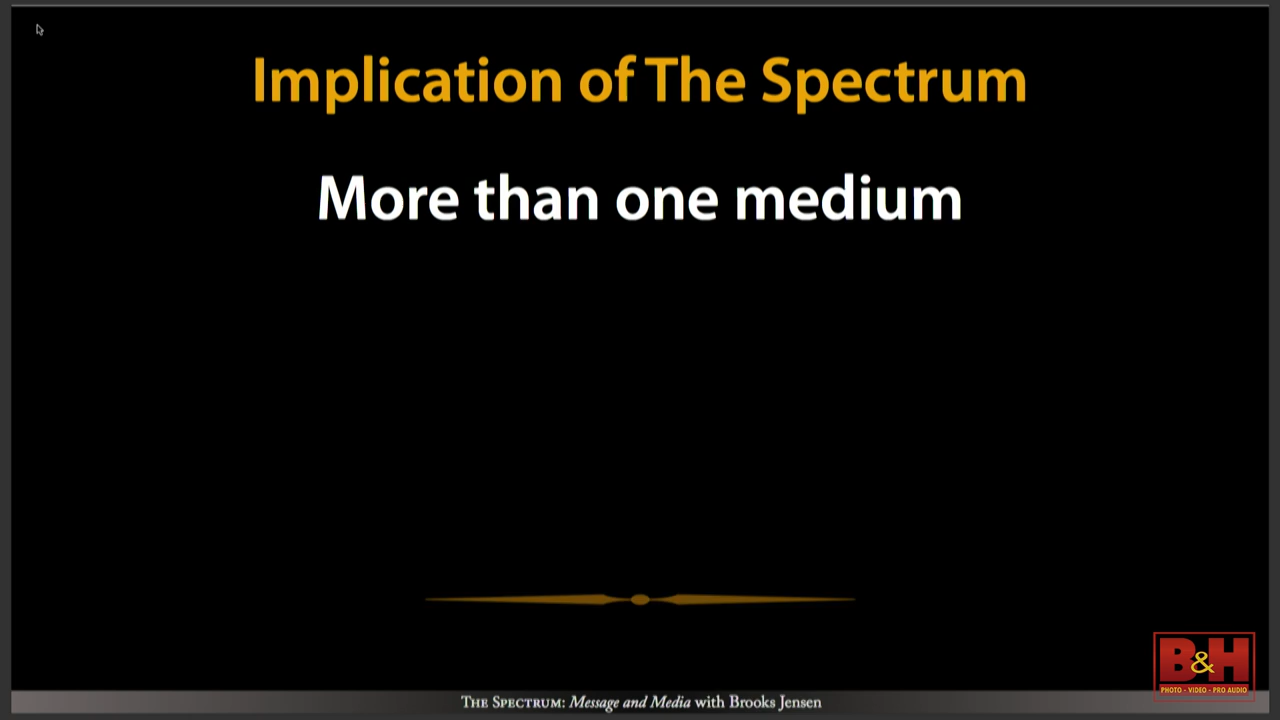 Implication of The Spectrum
More than one medium
B&H
PHOTO - VIDEO - PRO AUDIO
The Spectrum: Message and Media with Brooks Jensen